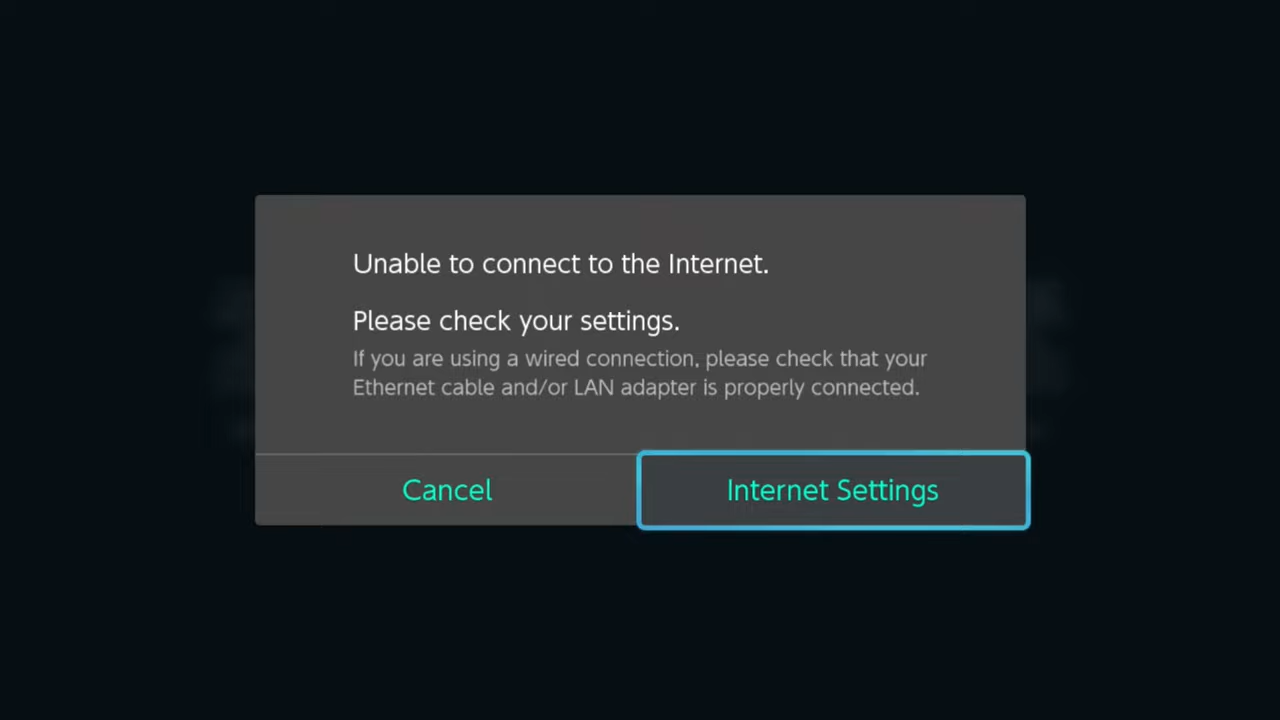 Unable to connect to the Internet.
Please check your settings.
If you are using a wired connection, please check that your
Ethernet cable and/or LAN adapter is properly connected.
Cancel
Internet Settings